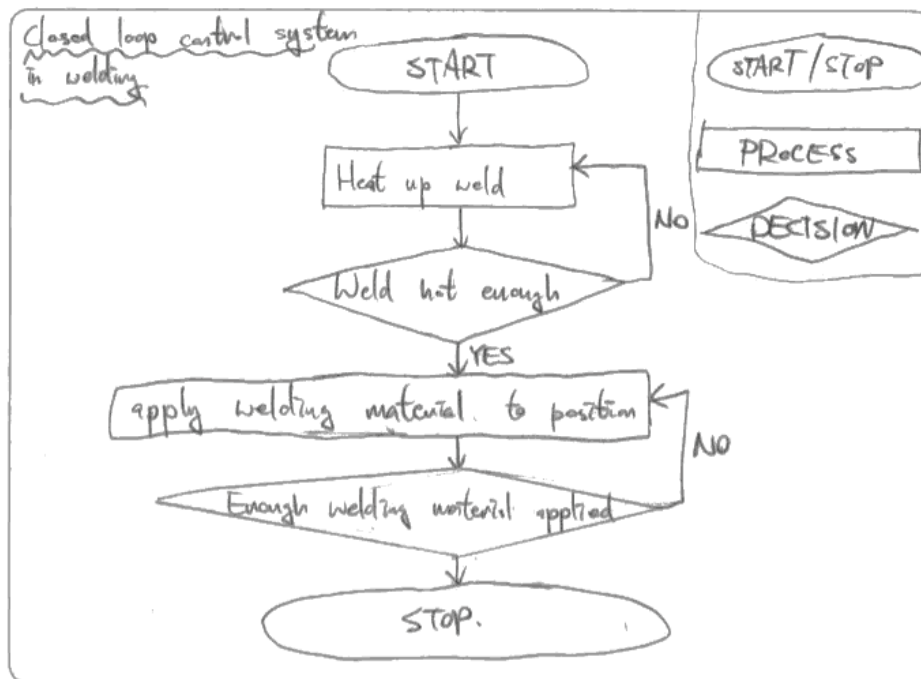 Closed loop control system
in welding
START
START / STOP
PROCESS
DECISION
Heat up weld
NO
Weld hot enough
YES
apply welding material. to position
NO
Enough welding material applied
STOP.